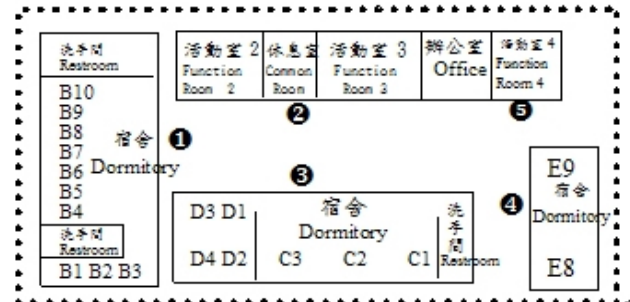 洗手間
Restroom
B10
B9
B8
B7
B6
B5
B4
宿舍
Dormitory
洗手間
Restroom
B1 B2 B3
❶
活動室 2
Function
Room 2
休息室
Common
Room
活動室 3
Function
Room 3
辦公室
Office
活動室 4
Function
Room 4
❷
❺
❸
D3 D1
D4 D2
宿舍
Dormitory
C3 C2 C1
洗手間
Restroom
❹
E9
宿舍
Dormitory
E8